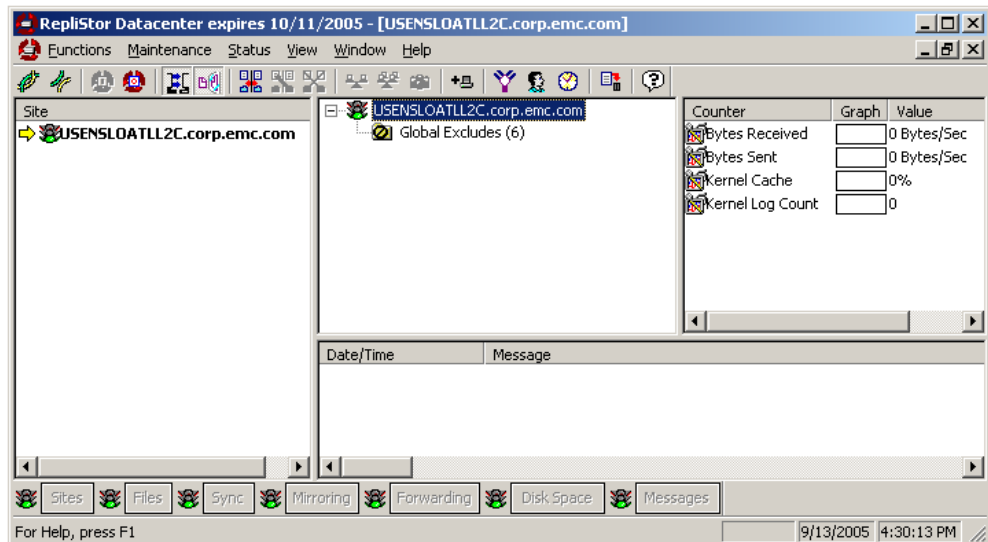 RepliStor Datacenter expires 10/11/2005 - [USENSLOATLL2C.corp.emc.com]
Functions Maintenance Status View Window Help
Site
USENSLOATLL2C.corp.emc.com
USENSLOATLL2C.corp.emc.com
Global Excludes (6)
Counter Graph Value
Bytes Received 0 Bytes/Sec
Bytes Sent 0 Bytes/Sec
Kernel Cache 0%
Kernel Log Count 0
Date/Time Message
Sites Files Sync Mirroring Forwarding Disk Space Messages
For Help, press F1 9/13/2005 4:30:13 PM